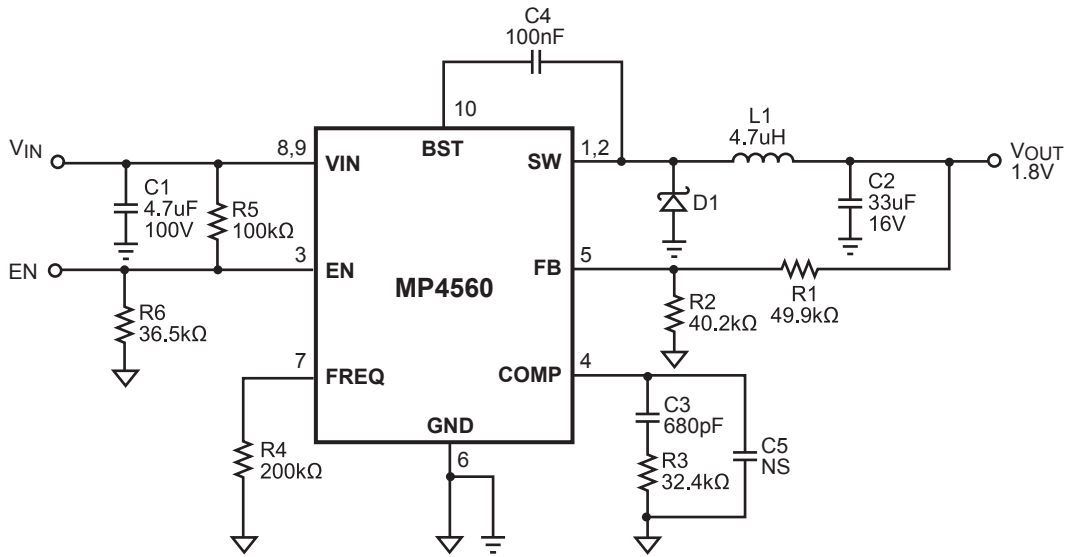 C4
100nF
10
BST
L1
4.7uH
VIN
8,9
VIN
SW
1,2
VOUT
1.8V
C1
4.7uF
100V
R5
100kΩ
D1
C2
33uF
16V
EN
3
EN
MP4560
FB
5
R1
49.9kΩ
R6
36.5kΩ
R2
40.2kΩ
7
FREQ
COMP
4
GND
6
R4
200kΩ
C3
680pF
R3
32.4kΩ
C5
NS